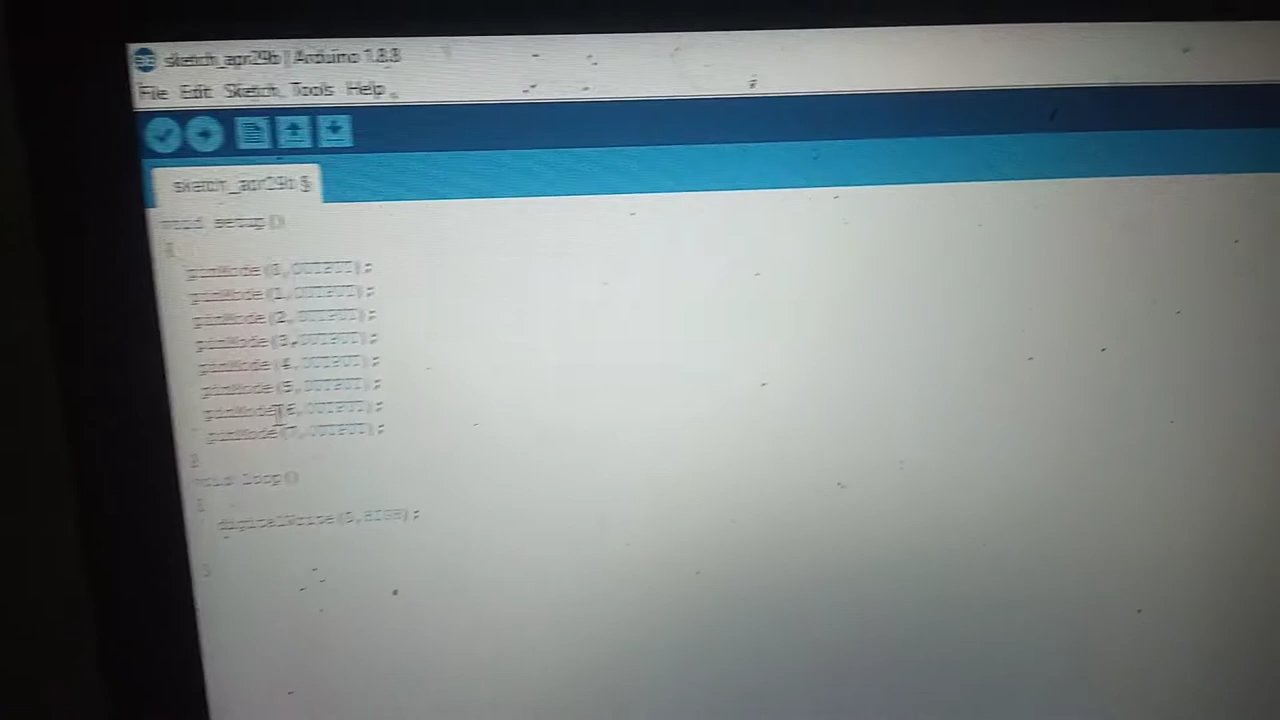 sketch_apr29b | Arduino 1.8.8
File Edit Sketch Tools Help
sketch_apr29b §
void setup()
{
pinMode(0,OUTPUT);
pinMode(1,OUTPUT);
pinMode(2,OUTPUT);
pinMode(3,OUTPUT);
pinMode(4,OUTPUT);
pinMode(5,OUTPUT);
pinMode(6,OUTPUT);
pinMode(7,OUTPUT);
}
void loop()
{
digitalWrite(0,HIGH);
}